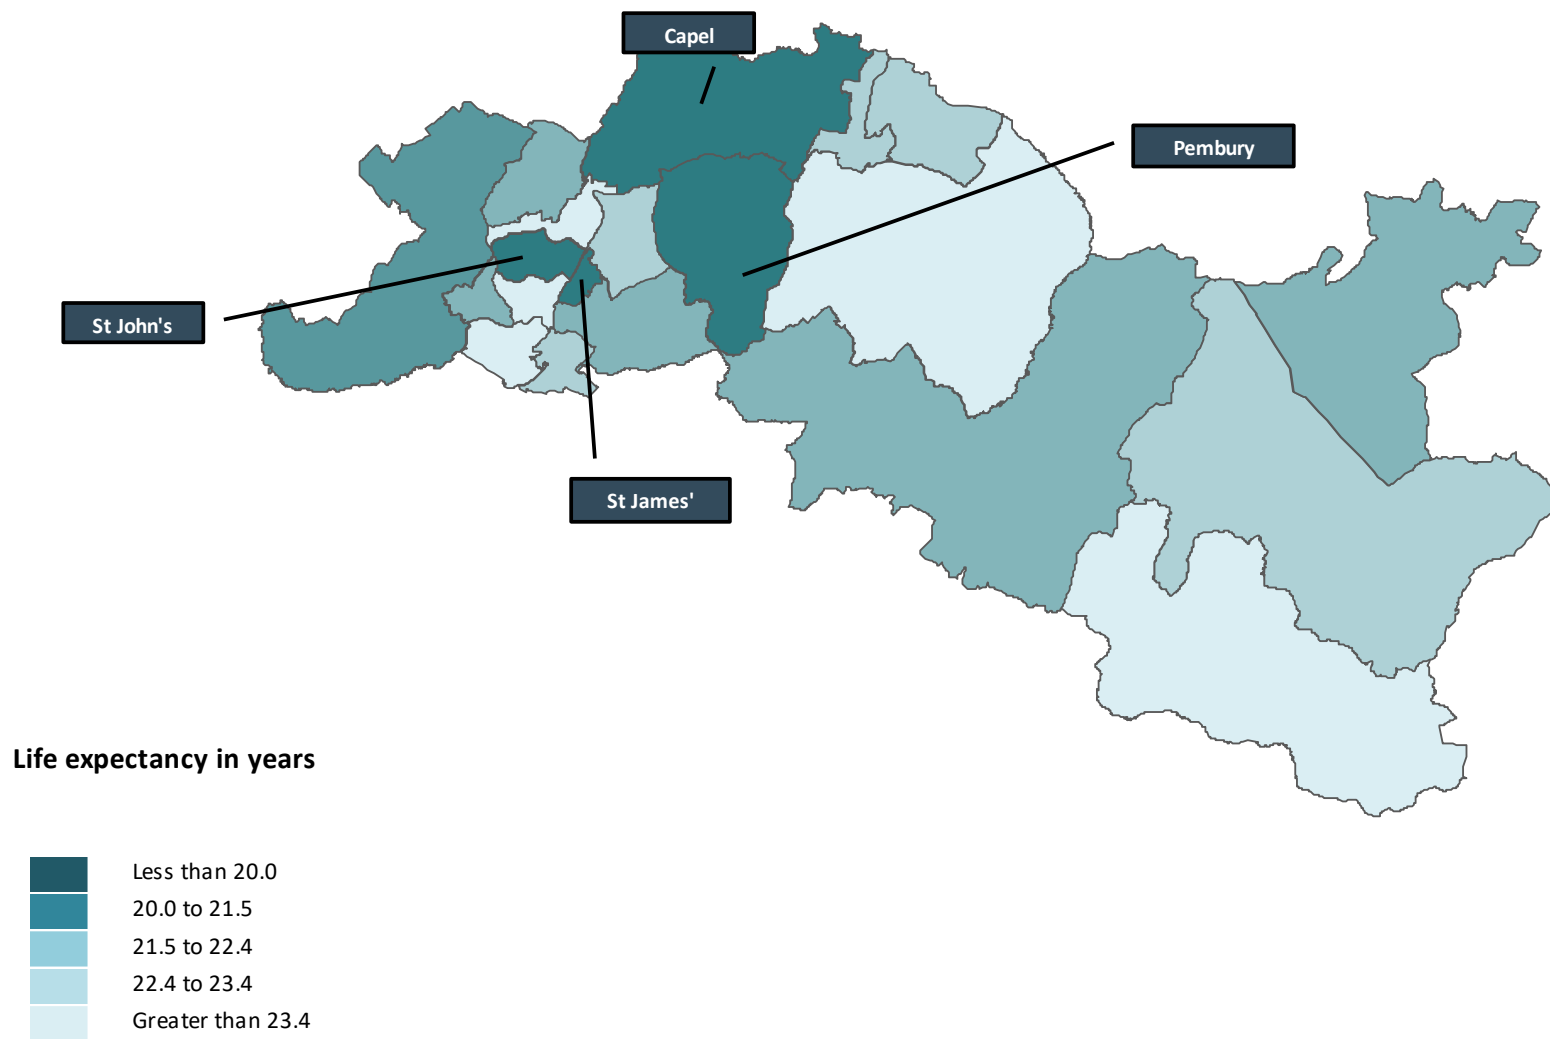 Capel
Pembury
St John's
St James'
Life expectancy in years
Less than 20.0
20.0 to 21.5
21.5 to 22.4
22.4 to 23.4
Greater than 23.4